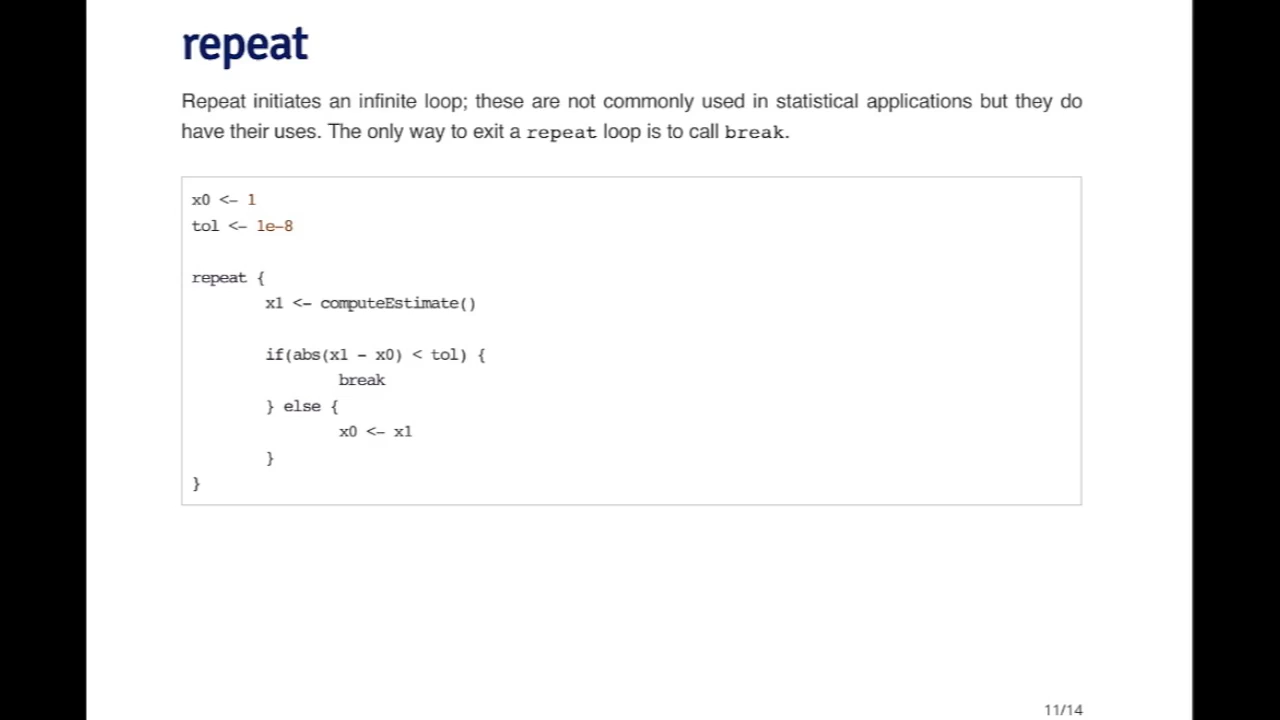 repeat
Repeat initiates an infinite loop; these are not commonly used in statistical applications but they do
have their uses. The only way to exit a repeat loop is to call break.
x0 <- 1
tol <- 1e-8
repeat {
x1 <- computeEstimate()
if(abs(x1 - x0) < tol) {
break
} else {
x0 <- x1
}
}
11/14